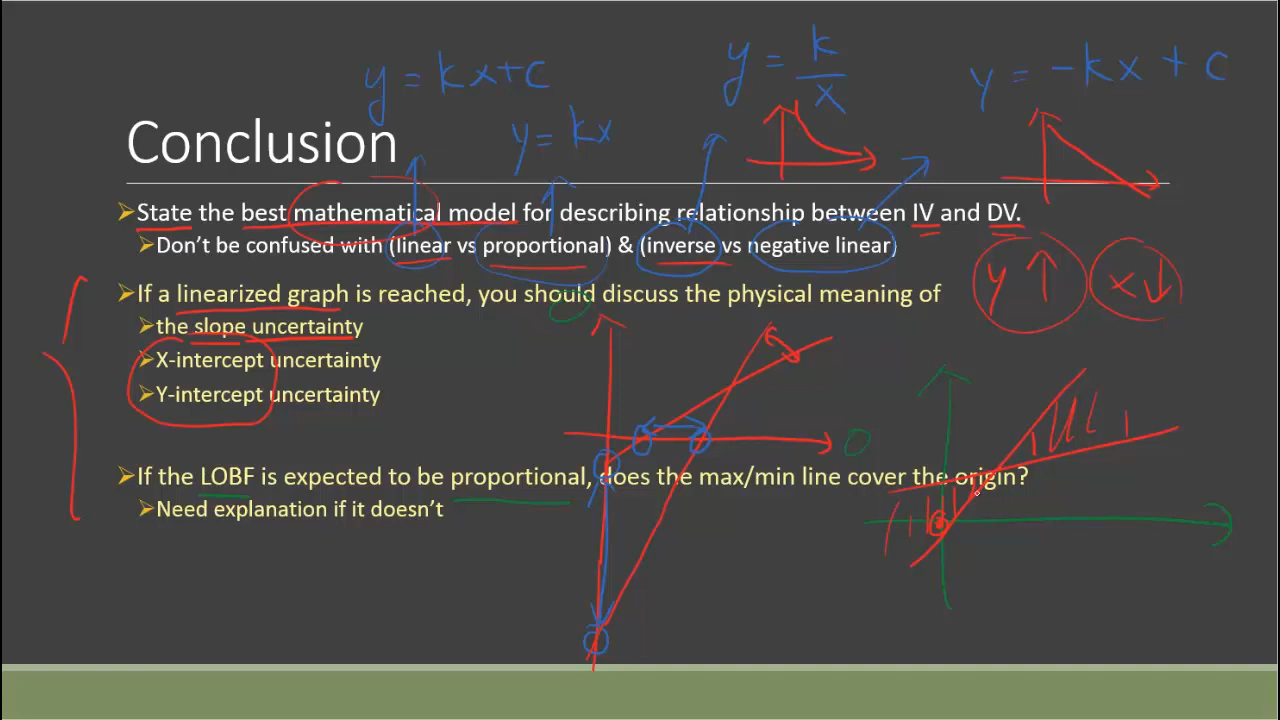 y = kx+c
y = k/x
y = -kx + c
y = kx
Conclusion
State the best mathematical model for describing relationship between IV and DV.
Don't be confused with (linear vs proportional) & (inverse vs negative linear)
y ↑ x ↓
If a linearized graph is reached, you should discuss the physical meaning of
the slope uncertainty
X-intercept uncertainty
Y-intercept uncertainty
If the LOBF is expected to be proportional, does the max/min line cover the origin?
Need explanation if it doesn't